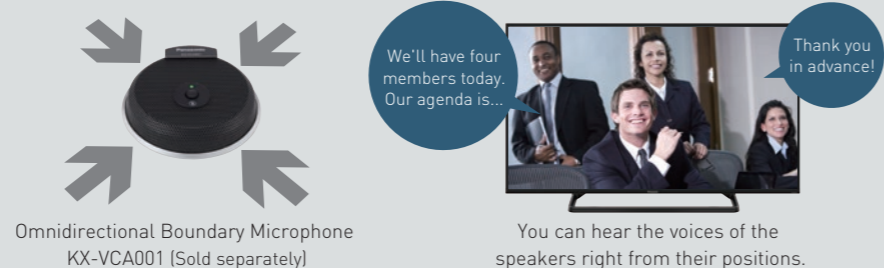 Panasonic
We'll have four
members today.
Our agenda is...
Thank you
in advance!
Omnidirectional Boundary Microphone
KX-VCA001 (Sold separately)
You can hear the voices of the
speakers right from their positions.